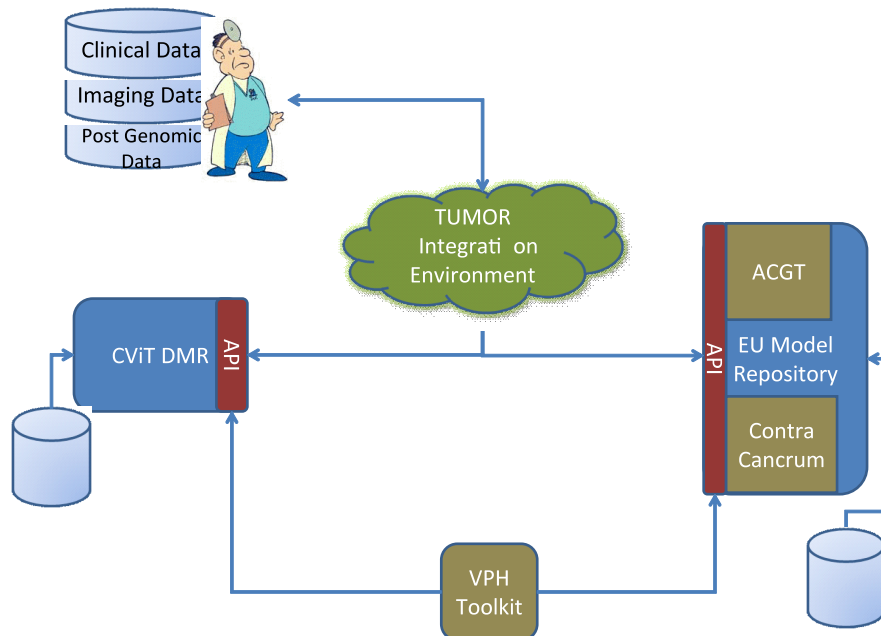 Clinical Data
Imaging Data
Post Genomic
Data
TUMOR
Integrati on
Environment
ACGT
CViT DMR
API
API
EU Model
Repository
Contra
Cancrum
VPH
Toolkit